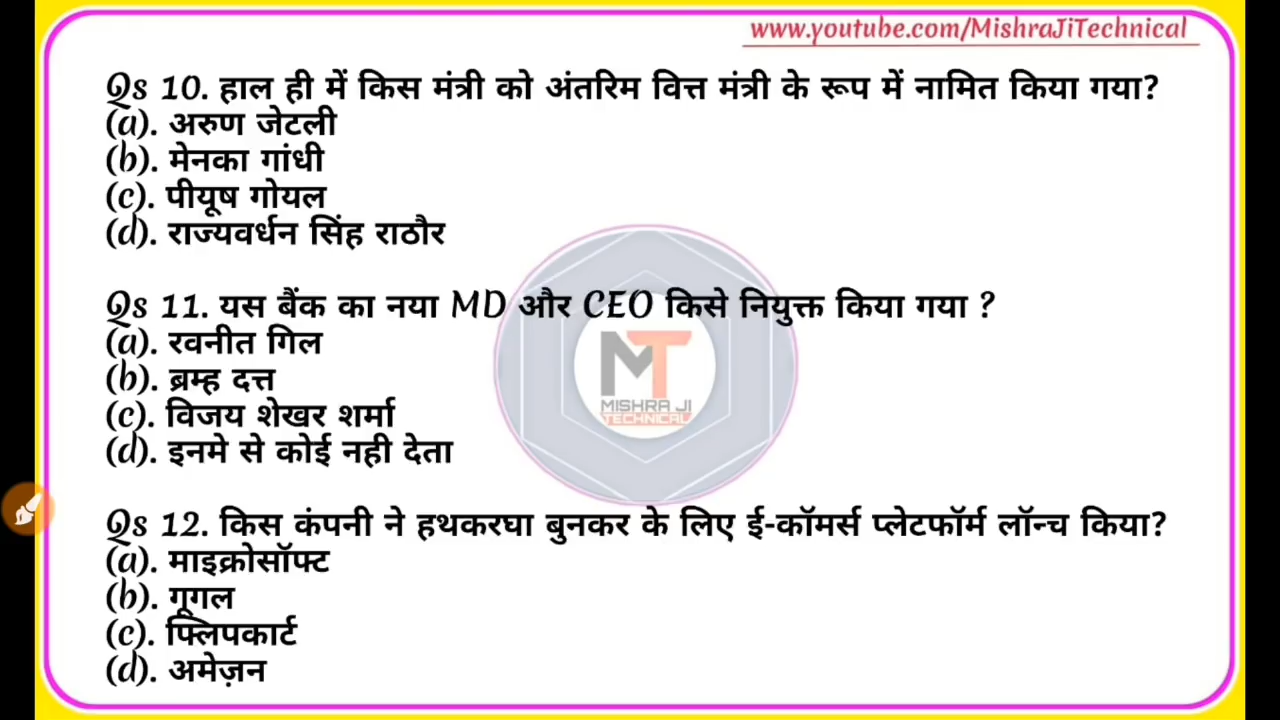 www.youtube.com/MishraJiTechnical
Qs 10. हाल ही में किस मंत्री को अंतरिम वित्त मंत्री के रूप में नामित किया गया?
(a). अरुण जेटली
(b). मेनका गांधी
(c). पीयूष गोयल
(d). राज्यवर्धन सिंह राठौर
Qs 11. यस बैंक का नया MD और CEO किसे नियुक्त किया गया ?
(a). रवनीत गिल
(b). ब्रम्ह दत्त
(c). विजय शेखर शर्मा
(d). इनमे से कोई नही देता
MT
MISHRA JI
TECHNICAL
Qs 12. किस कंपनी ने हथकरघा बुनकर के लिए ई-कॉमर्स प्लेटफॉर्म लॉन्च किया?
(a). माइक्रोसॉफ्ट
(b). गूगल
(c). फ्लिपकार्ट
(d). अमेज़न